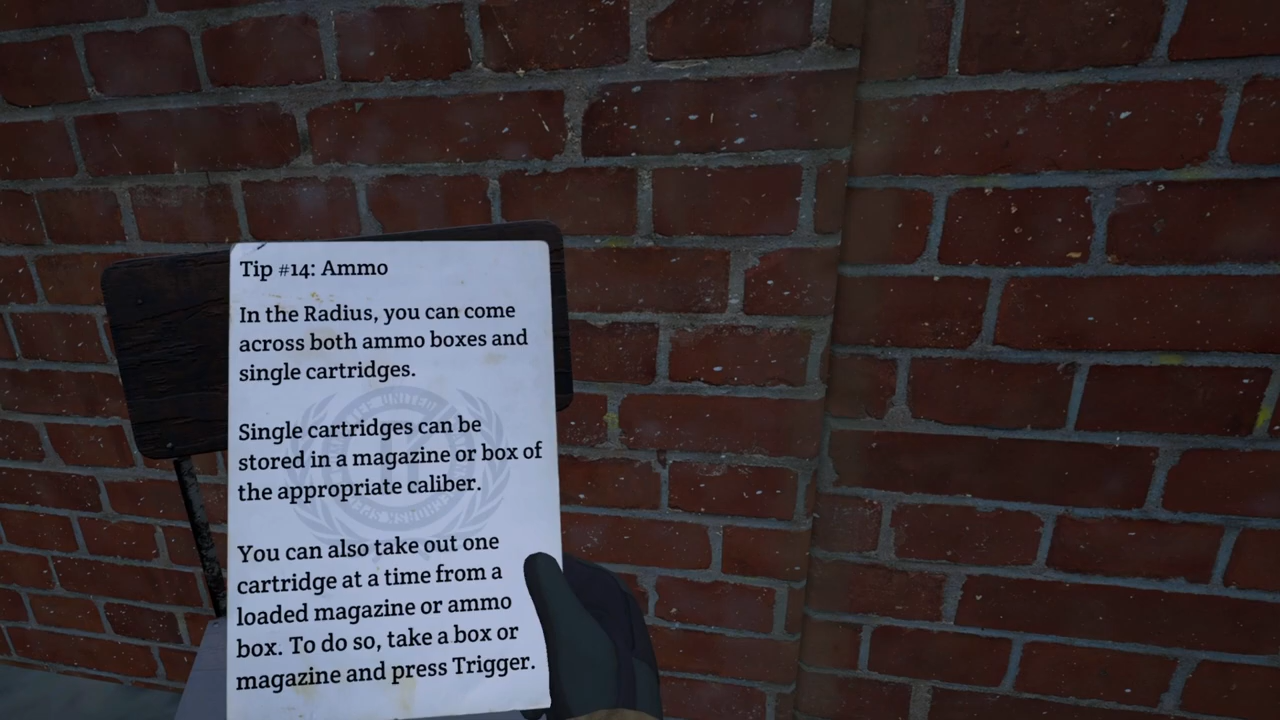 Tip #14: Ammo
In the Radius, you can come
across both ammo boxes and
single cartridges.
Single cartridges can be
stored in a magazine or box of
the appropriate caliber.
You can also take out one
cartridge at a time from a
loaded magazine or ammo
box. To do so, take a box or
magazine and press Trigger.